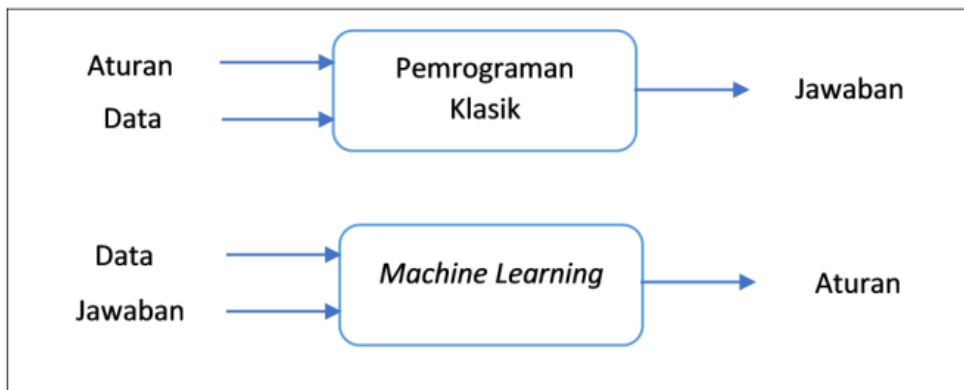 Aturan
Data
Pemrograman
Klasik
Jawaban
Data
Jawaban
Machine Learning
Aturan